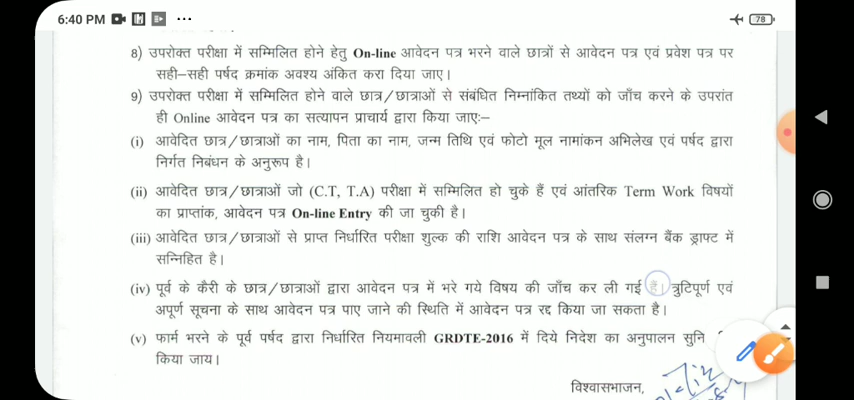 6:40 PM
78
8) उपरोक्त परीक्षा में सम्मिलित होने हेतु On-line आवेदन पत्र भरने वाले छात्रों से आवेदन पत्र एवं प्रवेश पत्र पर
सही–सही पर्षद क्रमांक अवश्य अंकित करा दिया जाए।
9) उपरोक्त परीक्षा में सम्मिलित होने वाले छात्र/छात्राओं से संबंधित निम्नांकित तथ्यों को जाँच करने के उपरांत
ही Online आवेदन पत्र का सत्यापन प्राचार्य द्वारा किया जाएः–
(i) आवेदित छात्र/छात्राओं का नाम, पिता का नाम, जन्म तिथि एवं फोटो मूल नामांकन अभिलेख एवं पर्षद द्वारा
निर्गत निबंधन के अनुरूप है।
(ii) आवेदित छात्र/छात्राओं जो (C.T, T.A) परीक्षा में सम्मिलित हो चुके हैं एवं आंतरिक Term Work विषयों
का प्राप्तांक, आवेदन पत्र On-line Entry की जा चुकी है।
(iii) आवेदित छात्र/छात्राओं से प्राप्त निर्धारित परीक्षा शुल्क की राशि आवेदन पत्र के साथ संलग्न बैंक ड्राफ्ट में
सन्निहित है।
(iv) पूर्व के कैरी के छात्र/छात्राओं द्वारा आवेदन पत्र में भरे गये विषय की जाँच कर ली गई है। त्रुटिपूर्ण एवं
अपूर्ण सूचना के साथ आवेदन पत्र पाए जाने की स्थिति में आवेदन पत्र रद्द किया जा सकता है।
(v) फार्म भरने के पूर्व पर्षद द्वारा निर्धारित नियमावली GRDTE-2016 में दिये निदेश का अनुपालन
किया जाय।
विश्वासभाजन,